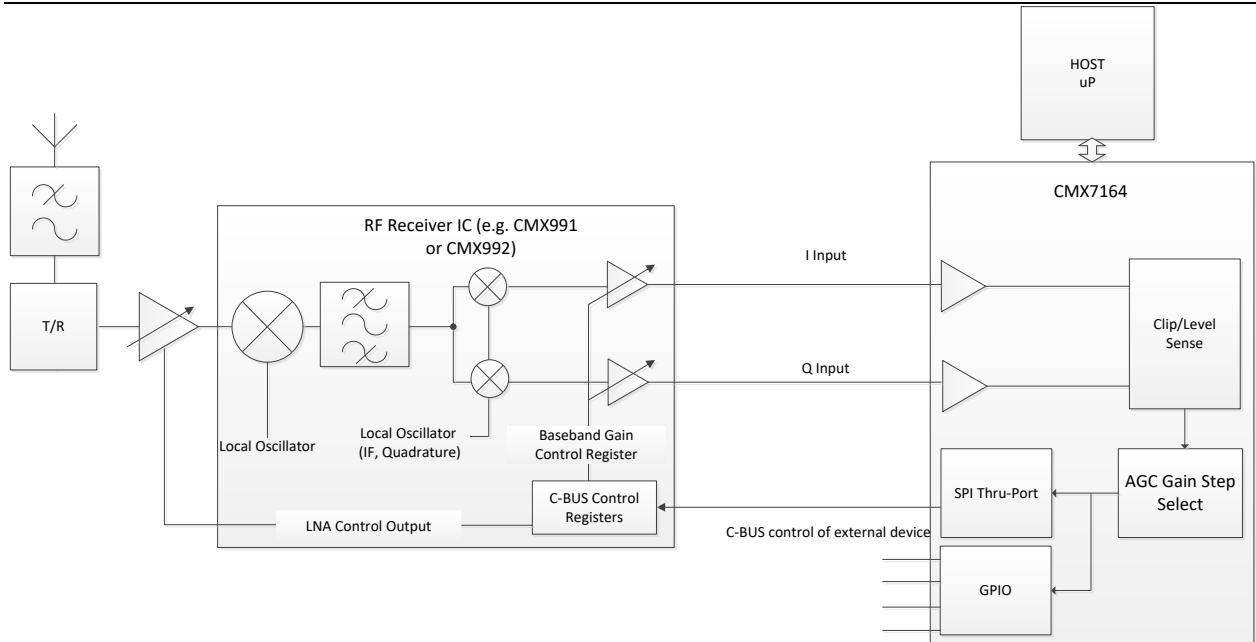 HOST
uP
CMX7164
RF Receiver IC (e.g. CMX991
or CMX992)
I Input
T/R
Clip/Level
Sense
Q Input
Local Oscillator
Local Oscillator
(IF, Quadrature)
Baseband Gain
Control Register
C-BUS Control
Registers
LNA Control Output
SPI Thru-Port
AGC Gain Step
Select
C-BUS control of external device
GPIO